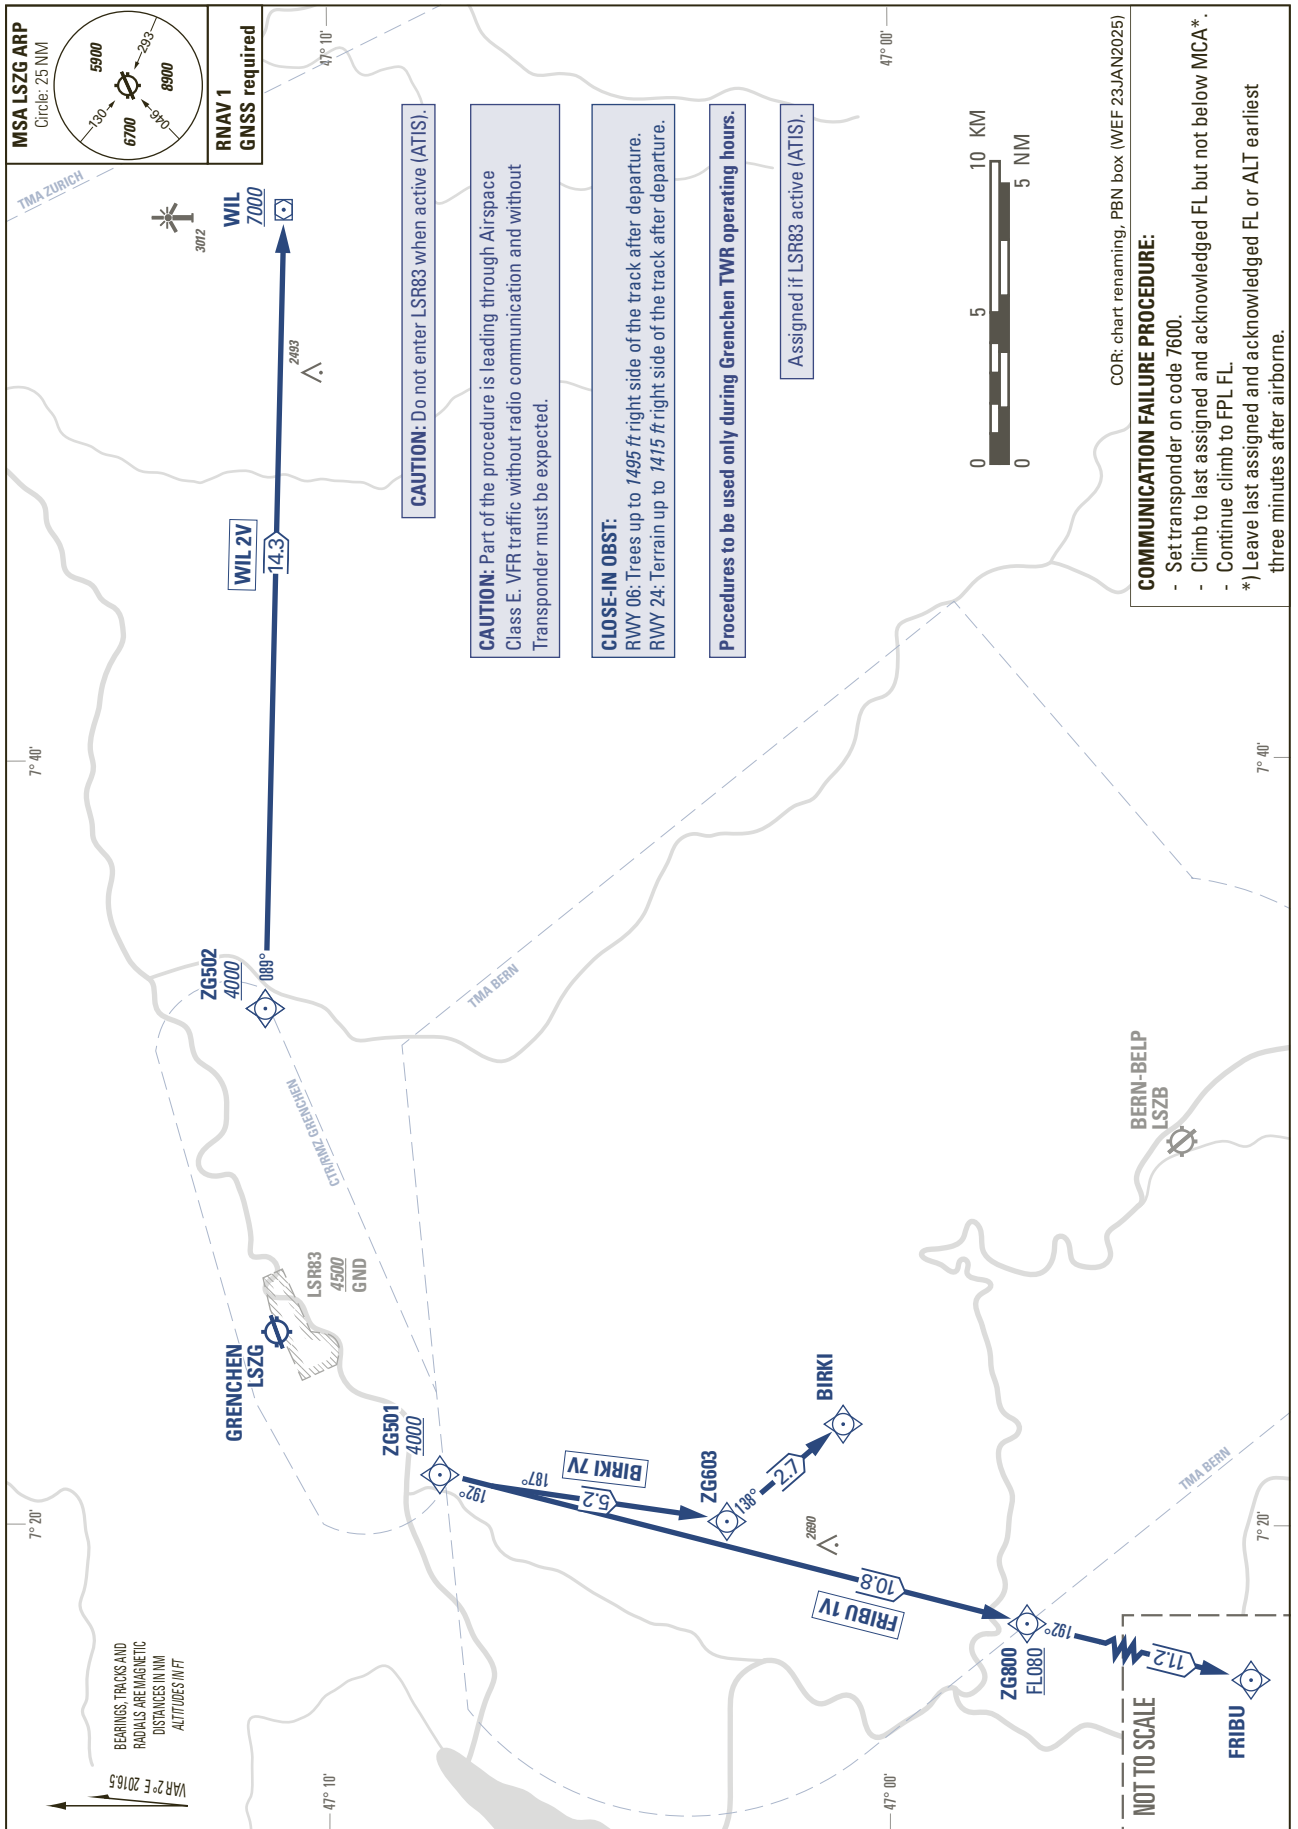 MSA LSZG ARP
Circle: 25 NM
5900
293
8900
046
6700
130
RNAV 1
GNSS required
TMA ZURICH
47° 10'
47° 00'
3012
WIL
7000
2493
WIL 2V
14.3
089°
ZG502
4000
7° 40'
7° 40'
CAUTION: Do not enter LSR83 when active (ATIS).
CAUTION: Part of the procedure is leading through Airspace
Class E. VFR traffic without radio communication and without
Transponder must be expected.
CLOSE-IN OBST:
RWY 06: Trees up to 1495 ft right side of the track after departure.
RWY 24: Terrain up to 1415 ft right side of the track after departure.
Procedures to be used only during Grenchen TWR operating hours.
Assigned if LSR83 active (ATIS).
0
5
10 KM
0
5 NM
COR: chart renaming, PBN box (WEF 23JAN2025)
COMMUNICATION FAILURE PROCEDURE:
- Set transponder on code 7600.
- Climb to last assigned and acknowledged FL but not below MCA*.
- Continue climb to FPL FL.
*) Leave last assigned and acknowledged FL or ALT earliest
three minutes after airborne.
TMA BERN
CTR/RMZ GRENCHEN
LSR83
4500
GND
GRENCHEN
LSZG
BERN-BELP
LSZB
ZG501
4000
192°
187°
BIRKI 7V
5.2
ZG603
138°
2.7
BIRKI
2690
10.8
FRIBU 1V
ZG800
FL080
192°
11.2
FRIBU
NOT TO SCALE
TMA BERN
7° 20'
7° 20'
47° 10'
47° 00'
BEARINGS, TRACKS AND
RADIALS ARE MAGNETIC
DISTANCES IN NM
ALTITUDES IN FT
VAR 2° E 2016.5